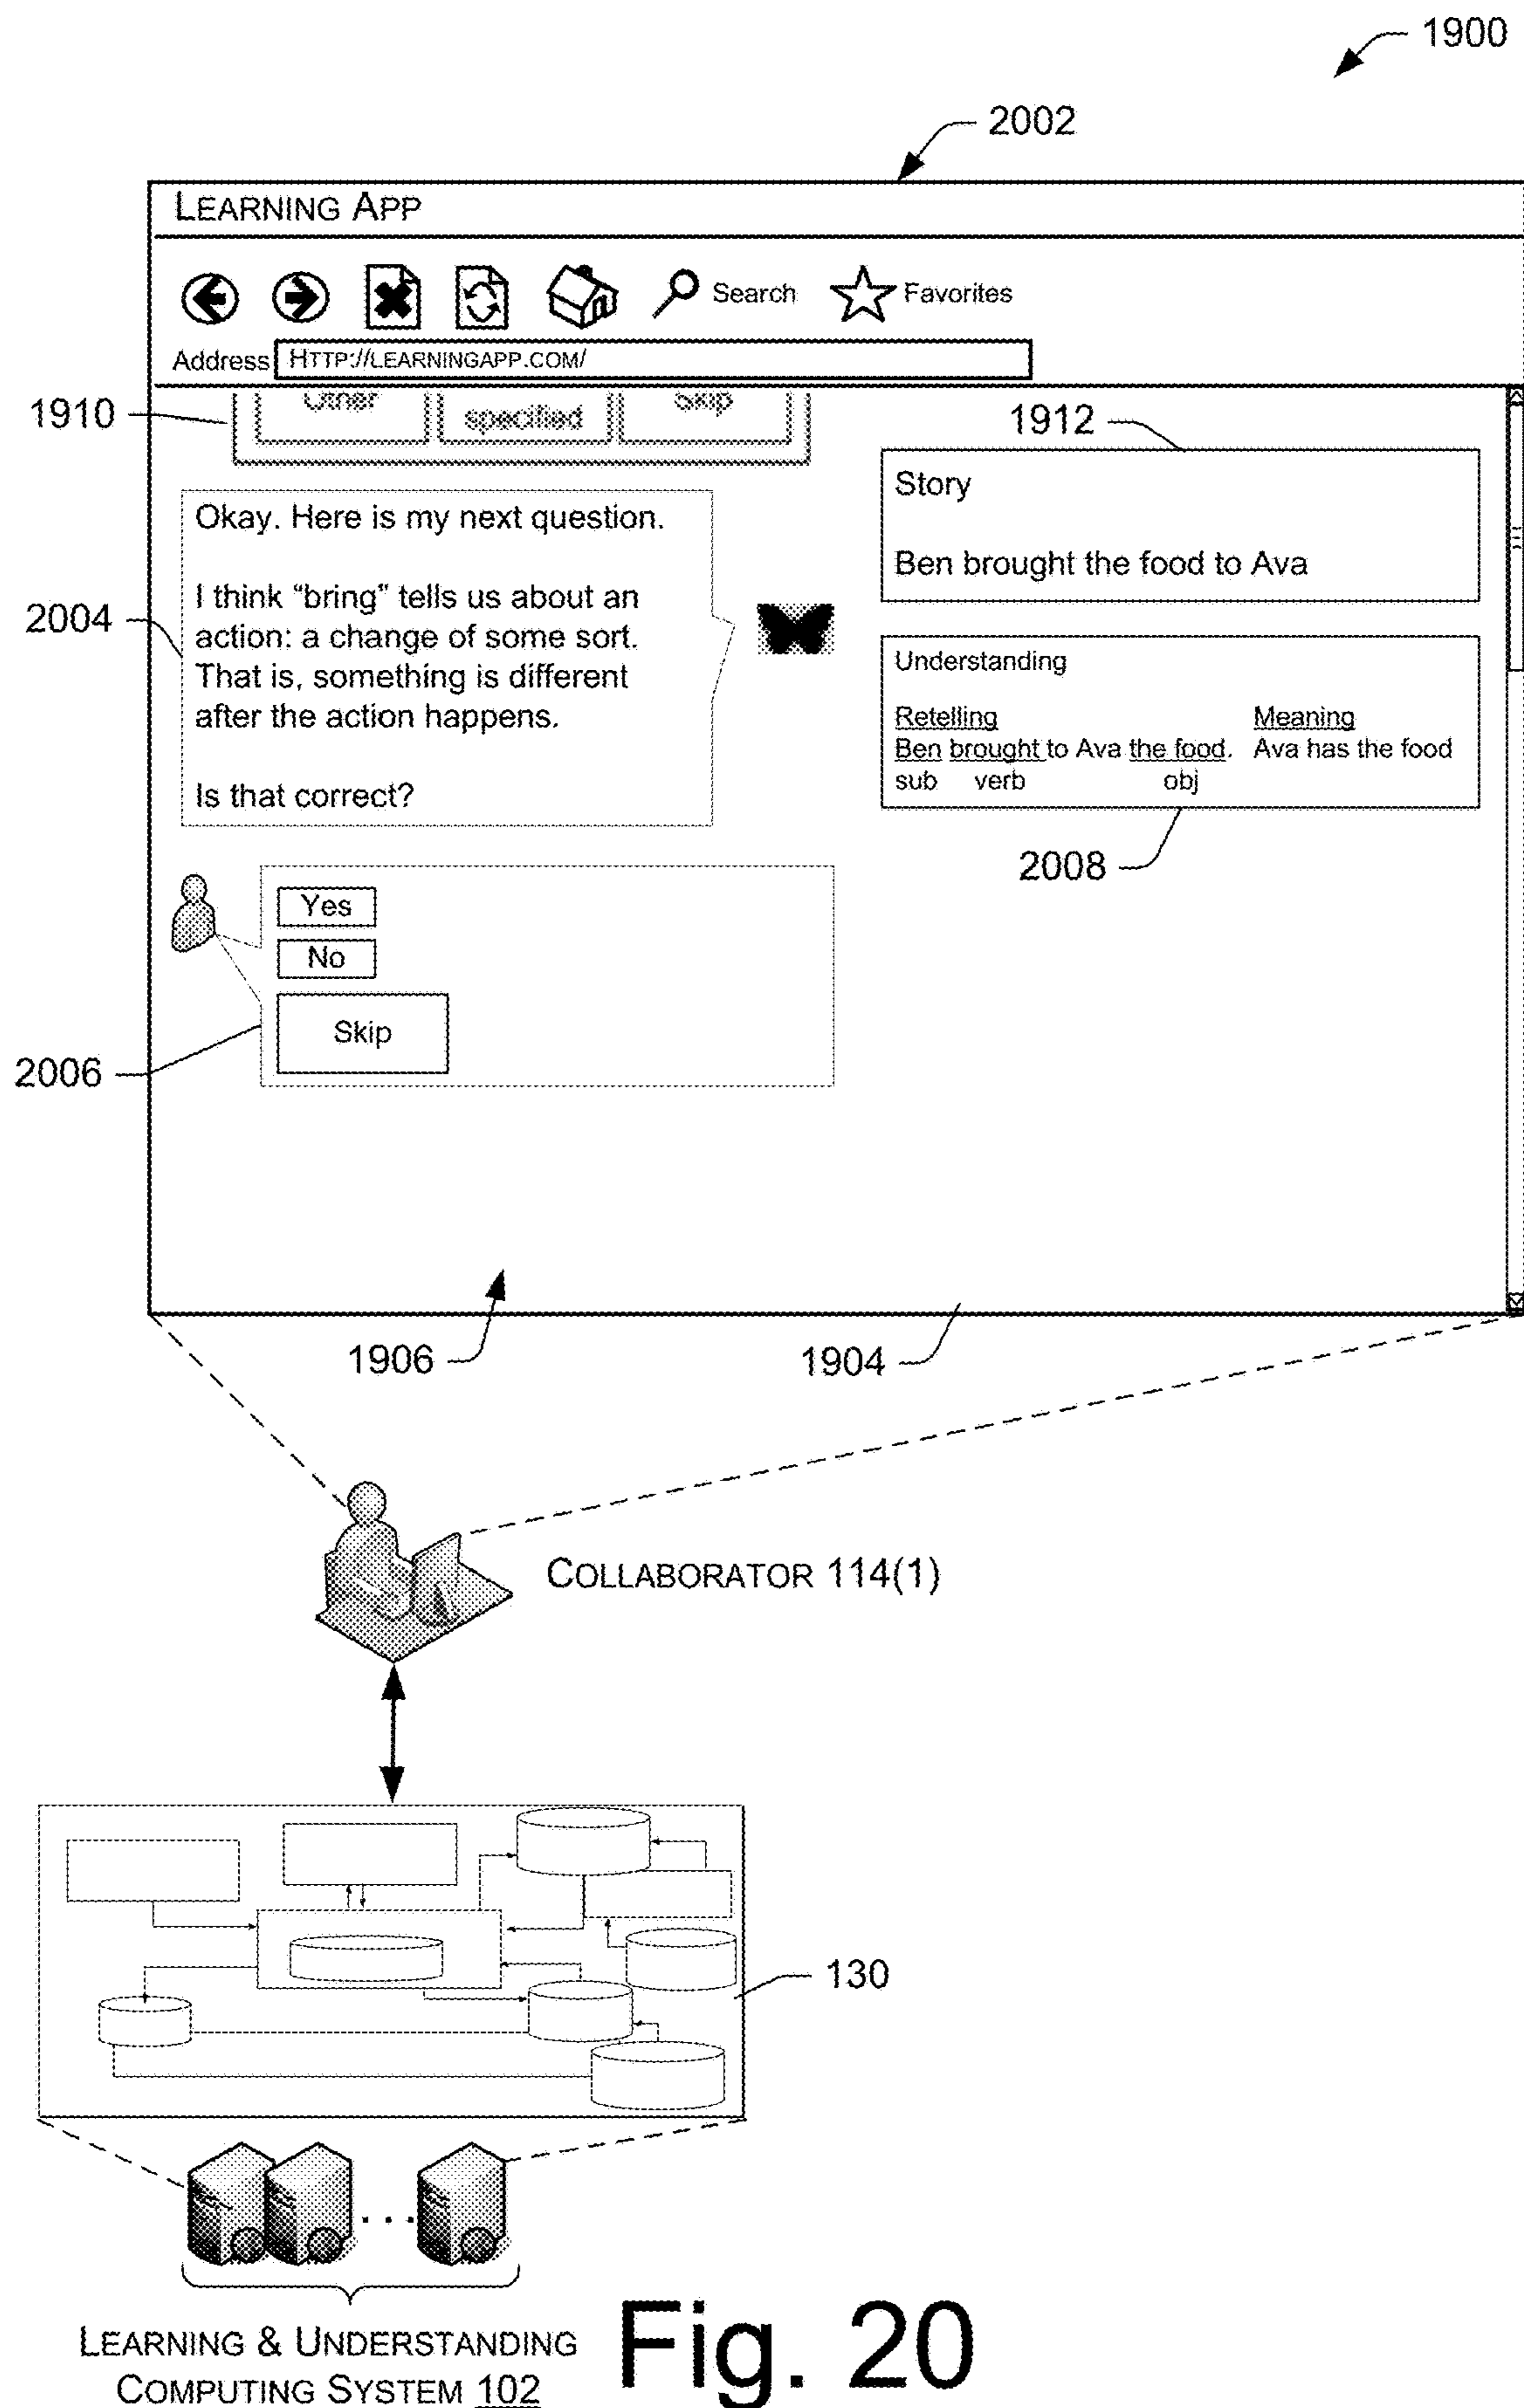 1900
2002
LEARNING APP
Search
Favorites
Address
HTTP://LEARNINGAPP.COM/
1910
Other
specified
Skip
1912
Story
Ben brought the food to Ava
2004
Okay. Here is my next question.
I think “bring” tells us about an
action: a change of some sort.
That is, something is different
after the action happens.
Is that correct?
Understanding
Retelling
Meaning
Ben brought to Ava the food.
Ava has the food
sub verb obj
2008
Yes
No
Skip
2006
1906
1904
COLLABORATOR 114(1)
130
. . .
LEARNING & UNDERSTANDING
COMPUTING SYSTEM 102
Fig. 20